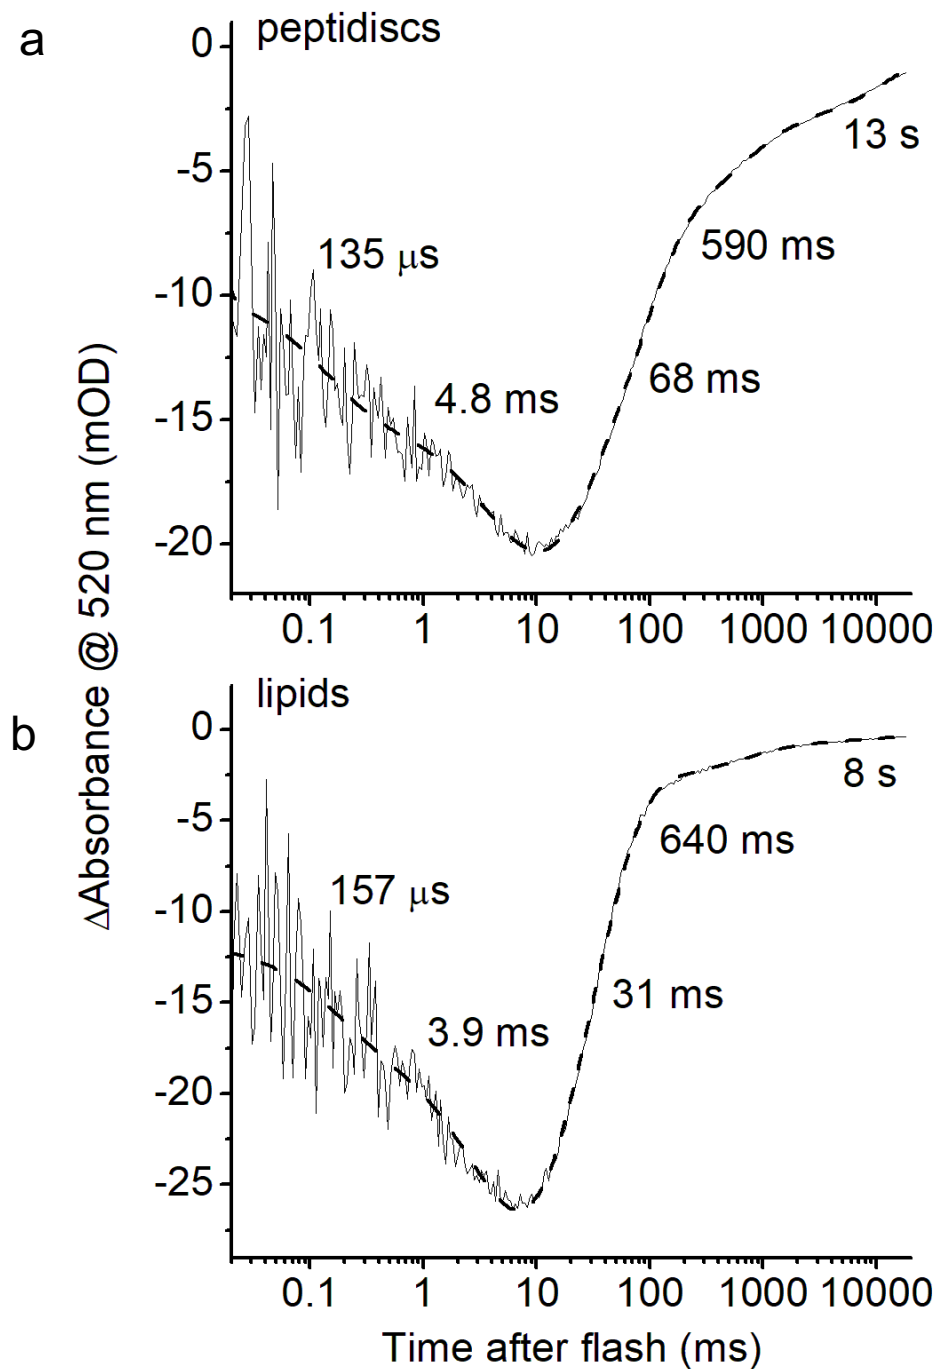 a
peptidiscs
0
-5
-10
-15
-20
135 μs
4.8 ms
68 ms
590 ms
13 s
0.1 1 10 100 1000 10000
ΔAbsorbance @ 520 nm (mOD)
b
lipids
0
-5
-10
-15
-20
-25
157 μs
3.9 ms
31 ms
640 ms
8 s
0.1 1 10 100 1000 10000
Time after flash (ms)